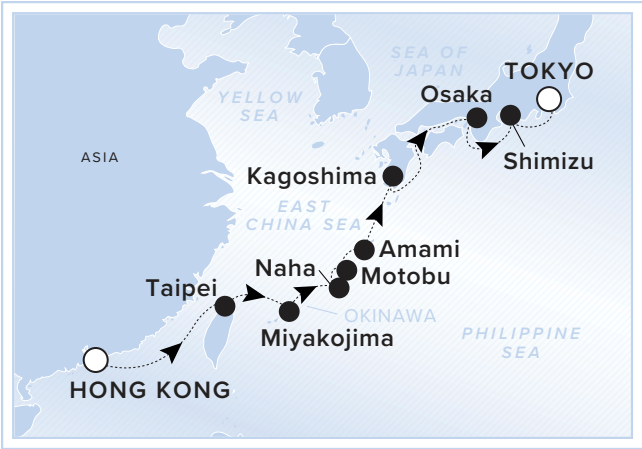 SEA OF
JAPAN
TOKYO
Osaka
YELLOW
SEA
ASIA
Shimizu
Kagoshima
EAST
CHINA SEA
Amami
Naha
Motobu
Taipei
OKINAWA
Miyakojima
PHILIPPINE
SEA
HONG KONG